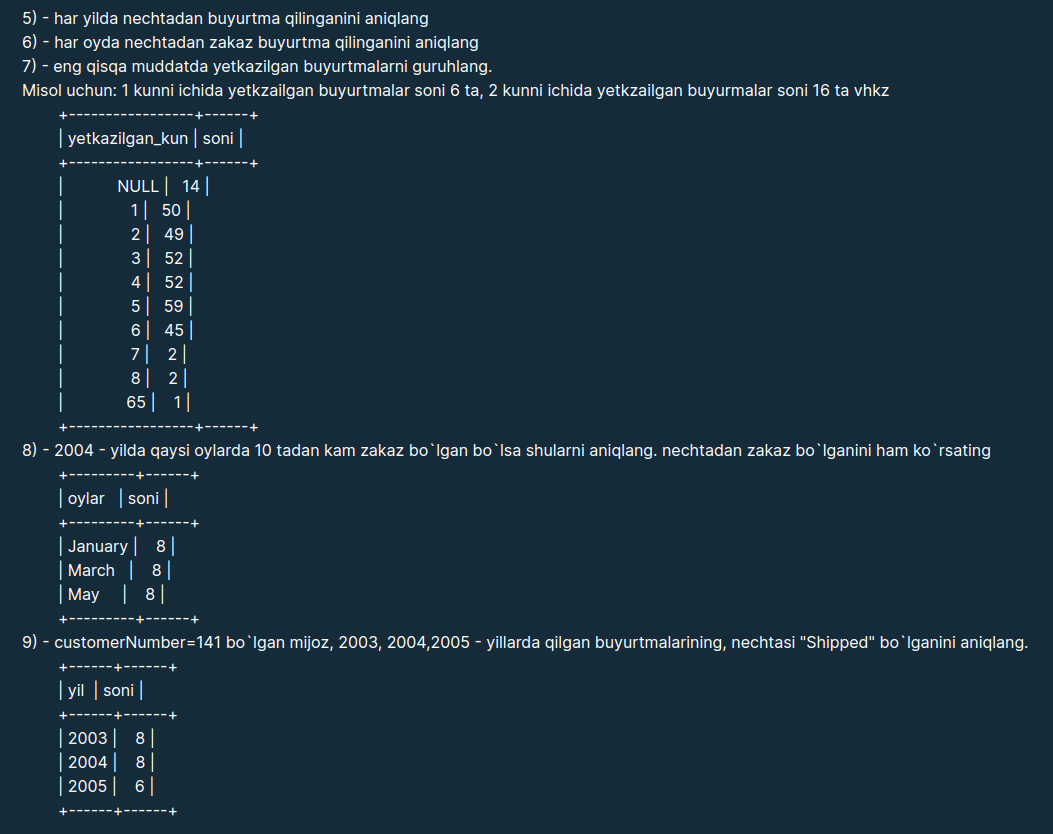 5) - har yilda nechtadan buyurtma qilinganini aniqlang
6) - har oyda nechtadan zakaz buyurtma qilinganini aniqlang
7) - eng qisqa muddatda yetkazilgan buyurtmalarni guruhlang.
Misol uchun: 1 kunni ichida yetkzailgan buyurtmalar soni 6 ta, 2 kunni ichida yetkzailgan buyurmalar soni 16 ta vhkz
+-----------------+------+
| yetkazilgan_kun | soni |
+-----------------+------+
| NULL | 14 |
| 1 | 50 |
| 2 | 49 |
| 3 | 52 |
| 4 | 52 |
| 5 | 59 |
| 6 | 45 |
| 7 | 2 |
| 8 | 2 |
| 65 | 1 |
+-----------------+------+
8) - 2004 - yilda qaysi oylarda 10 tadan kam zakaz bo`lgan bo`lsa shularni aniqlang. nechtadan zakaz bo`lganini ham ko`rsating
+---------+------+
| oylar | soni |
+---------+------+
| January | 8 |
| March | 8 |
| May | 8 |
+---------+------+
9) - customerNumber=141 bo`lgan mijoz, 2003, 2004,2005 - yillarda qilgan buyurtmalarining, nechtasi "Shipped" bo`lganini aniqlang.
+------+------+
| yil | soni |
+------+------+
| 2003 | 8 |
| 2004 | 8 |
| 2005 | 6 |
+------+------+